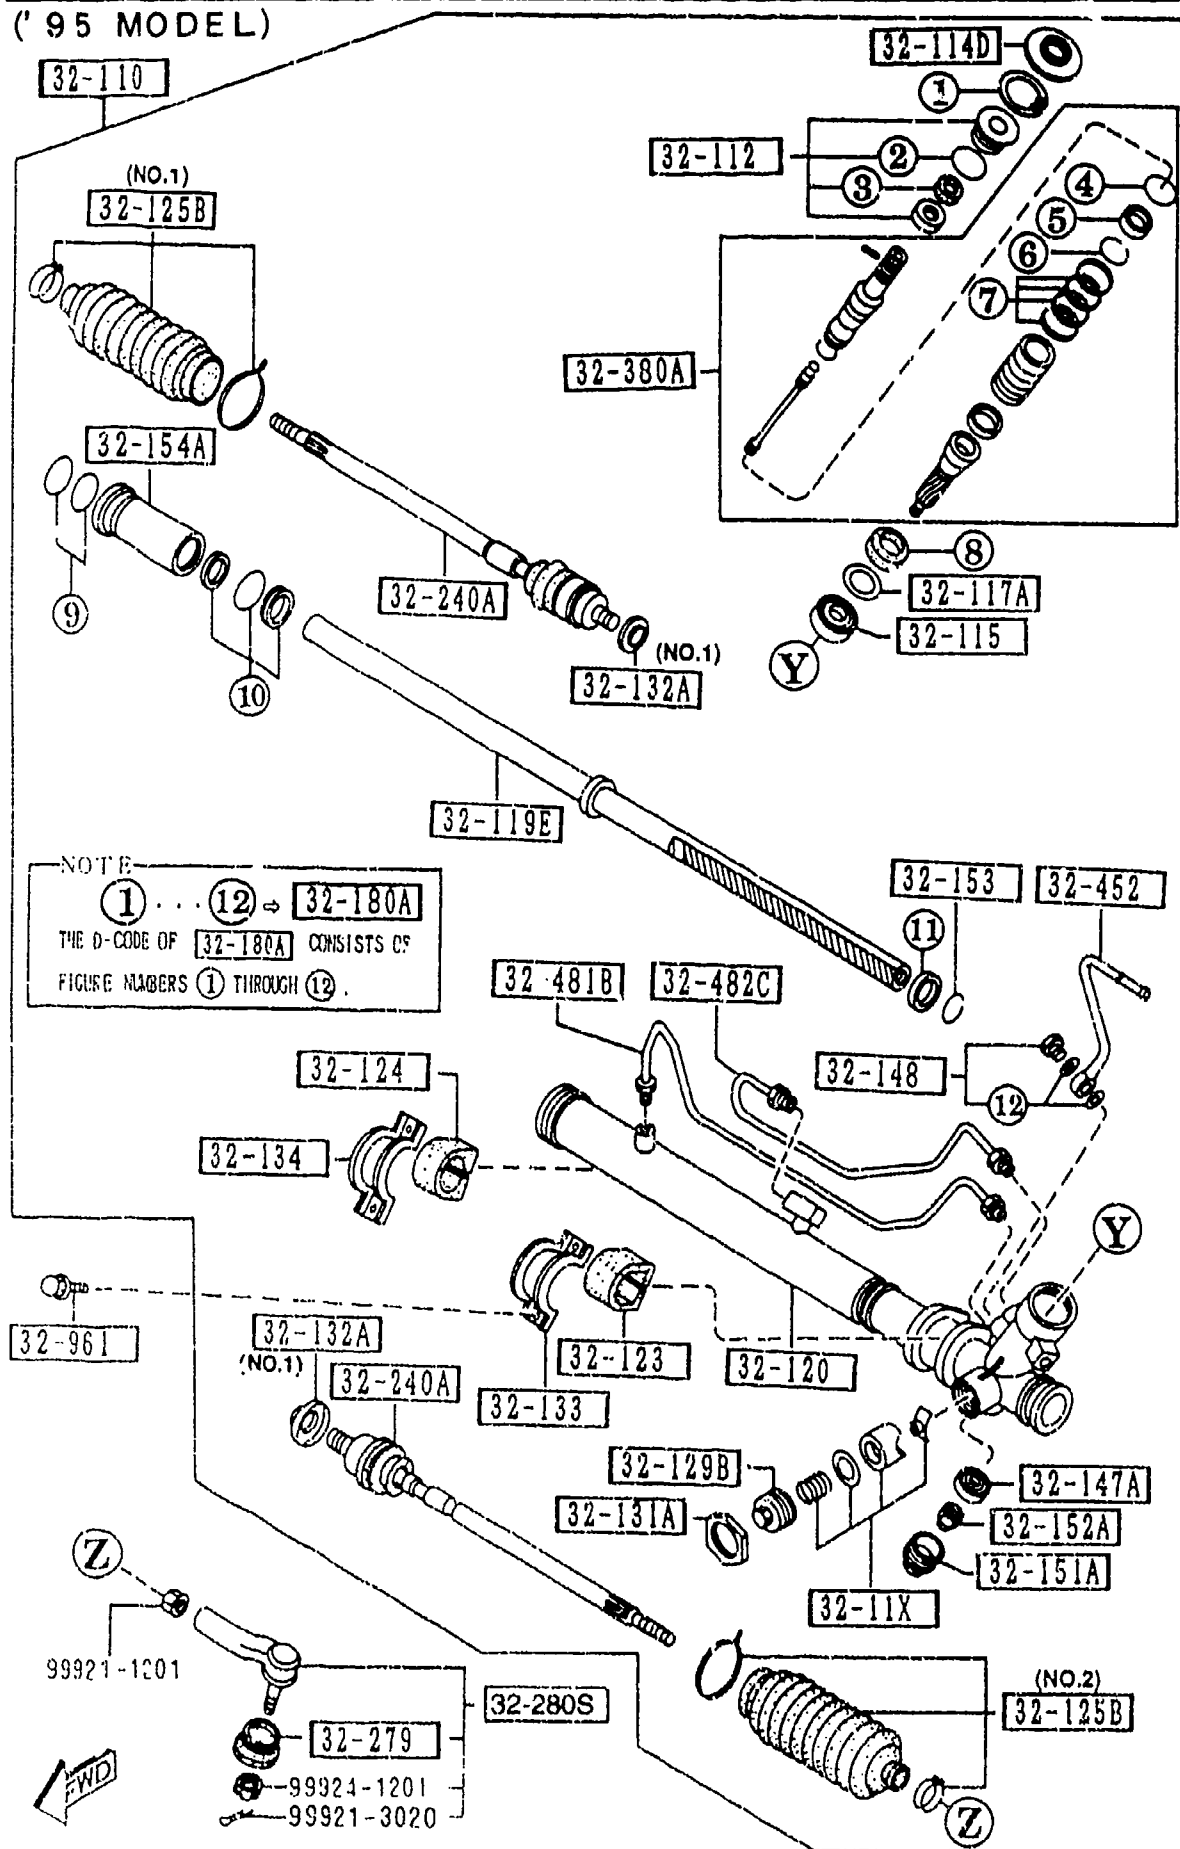 ('95 MODEL)
32-110
32-114D
1
32-112
2
3
4
5
6
7
(NO.1)
32-125B
32-380A
32-154A
9
32-240A
8
32-117A
32-115
Y
10
(NO.1)
32-132A
32-119E
NOTE
1 ... 12 ⇨ 32-180A
THE D-CODE OF 32-180A CONSISTS OF
FIGURE NUMBERS 1 THROUGH 12.
32-153
32-452
11
32-481B
32-482C
32-124
32-148
12
32-134
Y
32-961
32-132A
(NO.1)
32-240A
32-123
32-120
32-133
32-129B
32-131A
32-147A
32-152A
32-151A
32-11X
Z
99921-1201
32-280S
(NO.2)
32-125B
32-279
99924-1201
99921-3020
FWD
Z